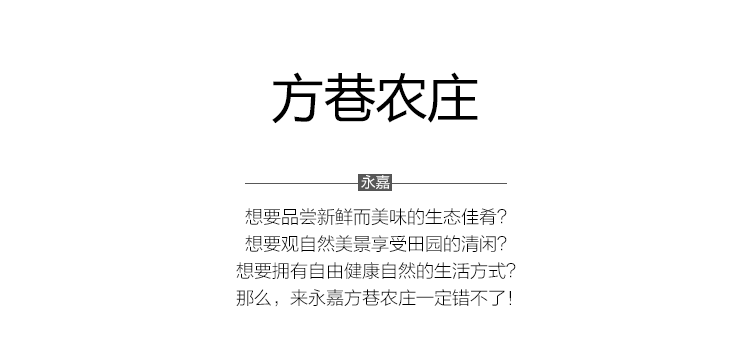 方巷农庄
永嘉
想要品尝新鲜而美味的生态佳肴?
想要观自然美景享受田园的清闲?
想要拥有自由健康自然的生活方式?
那么，来永嘉方巷农庄一定错不了!